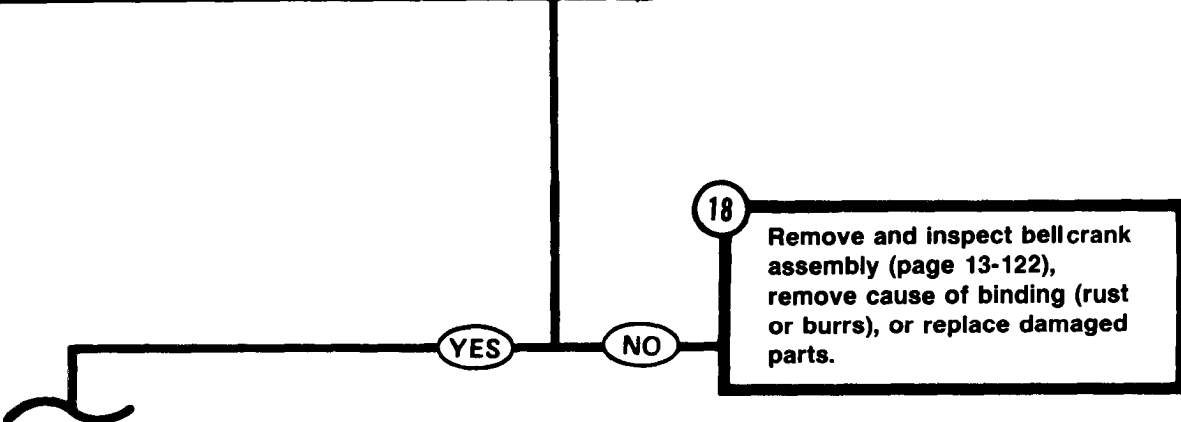 18
Remove and inspect bellcrank
assembly (page 13-122),
remove cause of binding (rust
or burrs), or replace damaged
parts.
YES
NO